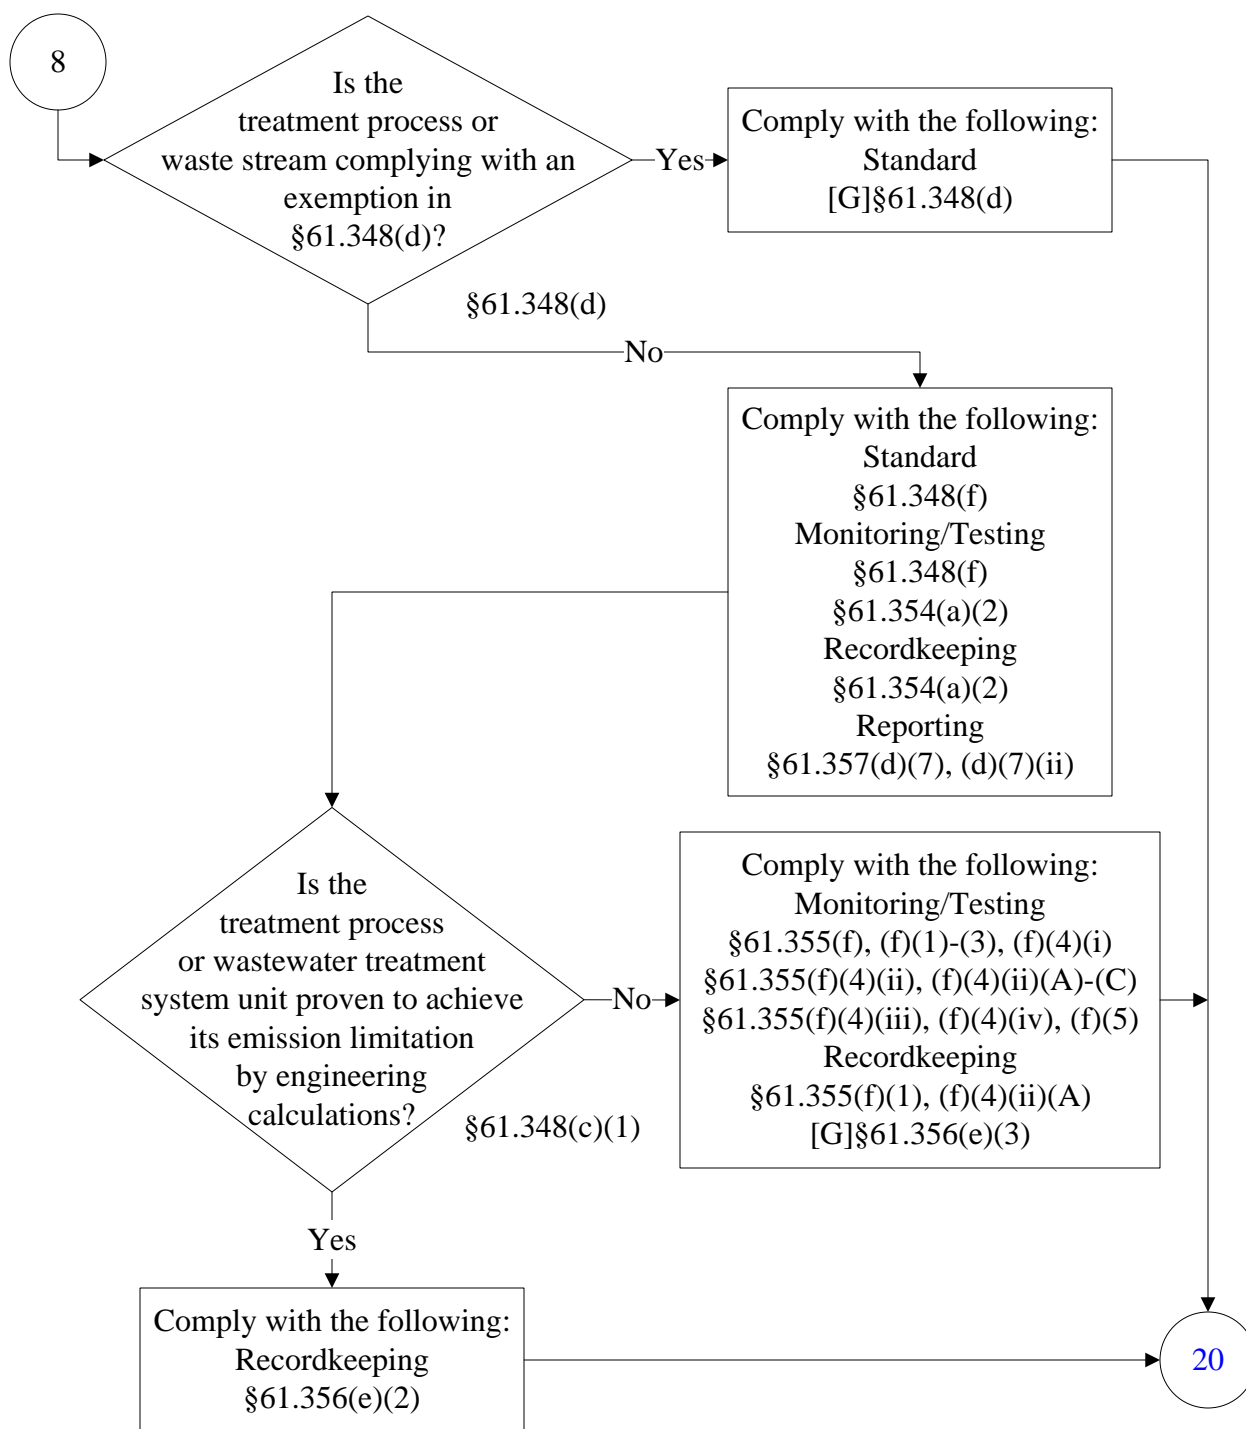 8
Is the
treatment process or
waste stream complying with an
exemption in
§61.348(d)?
Yes
Comply with the following:
Standard
[G]§61.348(d)
§61.348(d)
No
Comply with the following:
Standard
§61.348(f)
Monitoring/Testing
§61.348(f)
§61.354(a)(2)
Recordkeeping
§61.354(a)(2)
Reporting
§61.357(d)(7), (d)(7)(ii)
Is the
treatment process
or wastewater treatment
system unit proven to achieve
its emission limitation
by engineering
calculations?
§61.348(c)(1)
No
Comply with the following:
Monitoring/Testing
§61.355(f), (f)(1)-(3), (f)(4)(i)
§61.355(f)(4)(ii), (f)(4)(ii)(A)-(C)
§61.355(f)(4)(iii), (f)(4)(iv), (f)(5)
Recordkeeping
§61.355(f)(1), (f)(4)(ii)(A)
[G]§61.356(e)(3)
Yes
Comply with the following:
Recordkeeping
§61.356(e)(2)
20